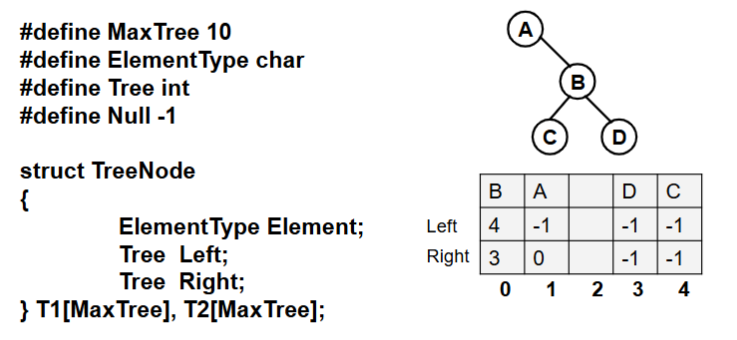 #define MaxTree 10
#define ElementType char
#define Tree int
#define Null -1
struct TreeNode
{
ElementType Element;
Tree Left;
Tree Right;
} T1[MaxTree], T2[MaxTree];
A
B
C D
B A D C
Left 4 -1 -1 -1
Right 3 0 -1 -1
0 1 2 3 4